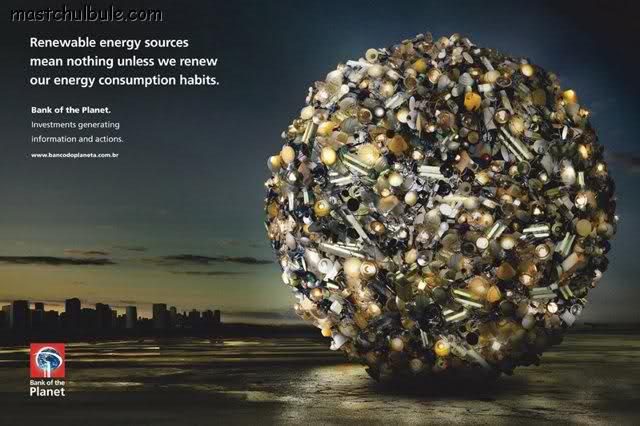 mastchulbule.com
Renewable energy sources
mean nothing unless we renew
our energy consumption habits.
Bank of the Planet.
Investments generating
information and actions.
www.bancodoplaneta.com.br
Bank of the
Planet